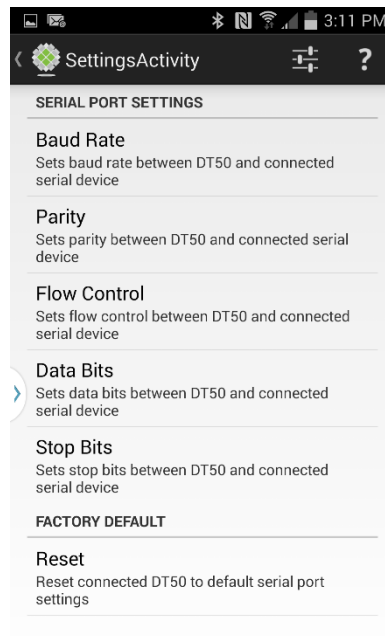 3:11 PM
SettingsActivity
?
SERIAL PORT SETTINGS
Baud Rate
Sets baud rate between DT50 and connected
serial device
Parity
Sets parity between DT50 and connected serial
device
Flow Control
Sets flow control between DT50 and connected
serial device
Data Bits
Sets data bits between DT50 and connected
serial device
Stop Bits
Sets stop bits between DT50 and connected
serial device
FACTORY DEFAULT
Reset
Reset connected DT50 to default serial port
settings